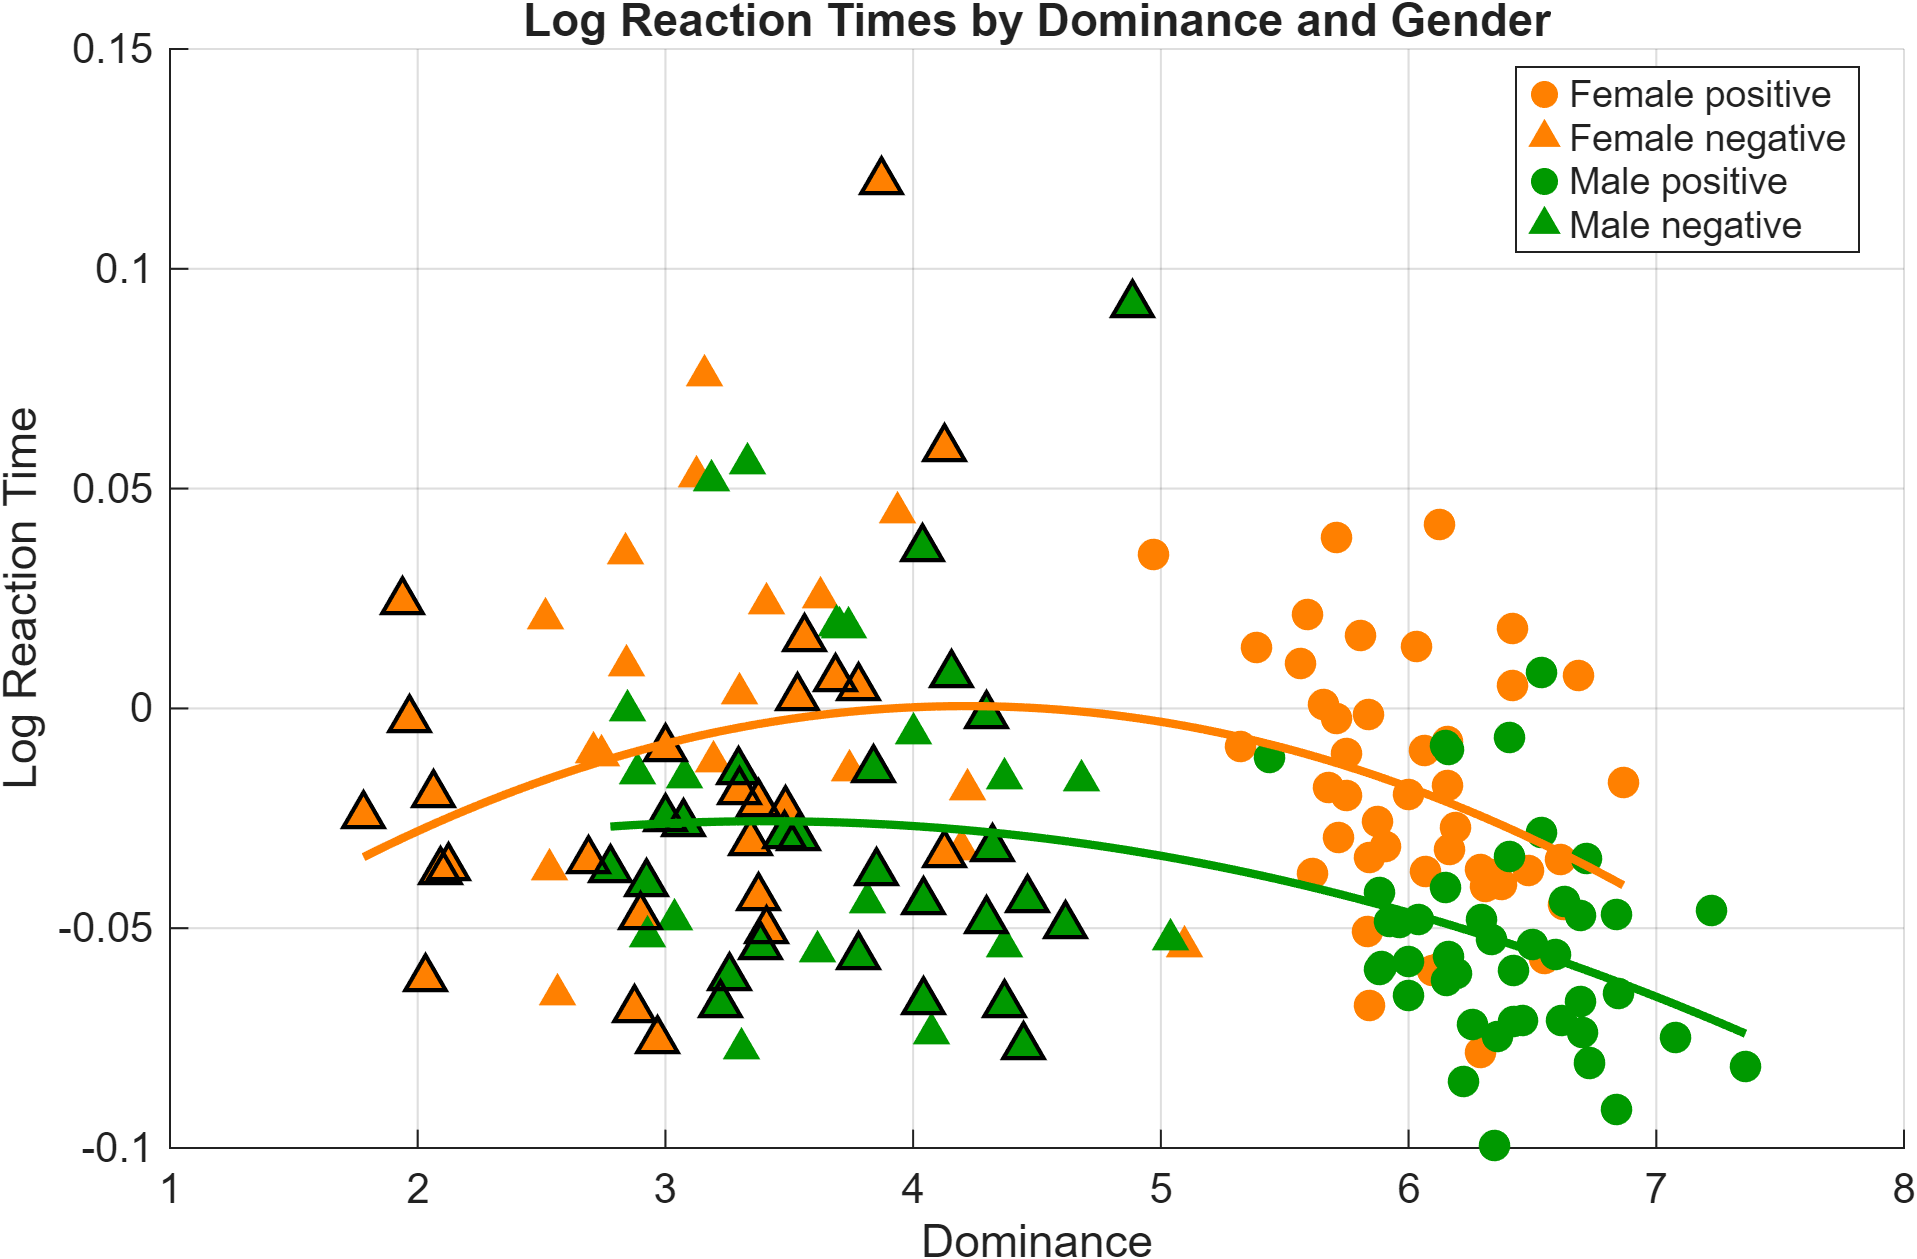 Log Reaction Times by Dominance and Gender
0.15
0.1
0.05
0
-0.05
-0.1
Log Reaction Time
Female positive
Female negative
Male positive
Male negative
1 2 3 4 5 6 7 8
Dominance